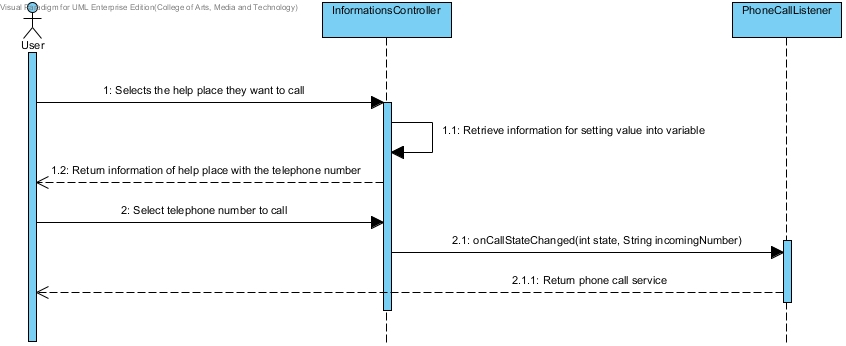 Visual Paradigm for UML Enterprise Edition(College of Arts, Media and Technology)
InformationsController
PhoneCallListener
User
1: Selects the help place they want to call
1.1: Retrieve information for setting value into variable
1.2: Return information of help place with the telephone number
2: Select telephone number to call
2.1: onCallStateChanged(int state, String incomingNumber)
2.1.1: Return phone call service